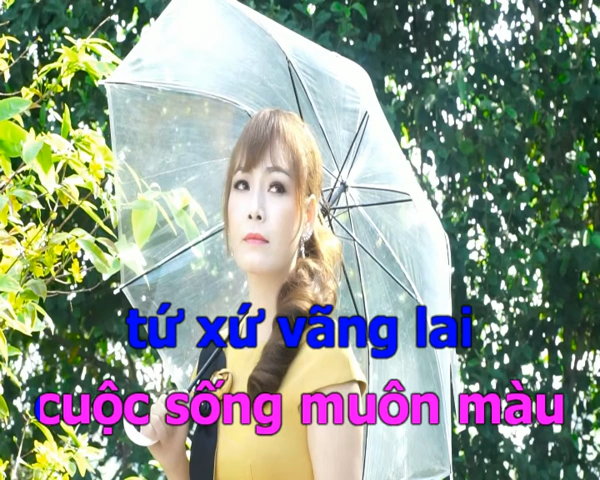 tứ xứ vãng lai
cuộc sống muôn màu